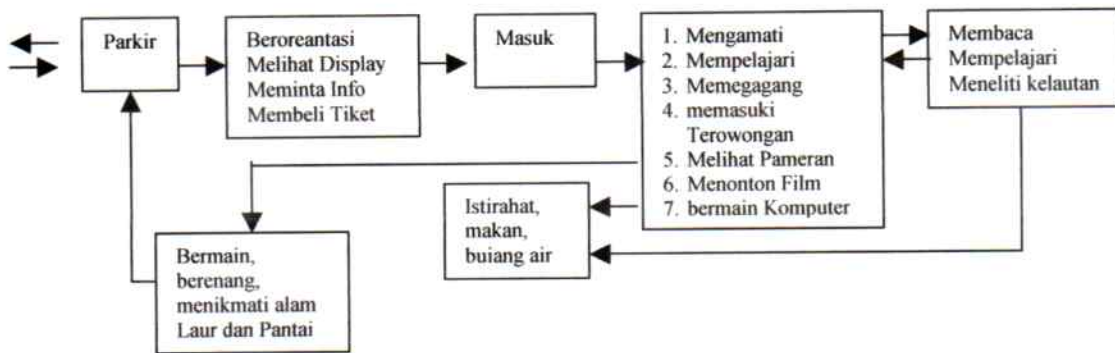 Parkir
Beroreantasi
Melihat Display
Meminta Info
Membeli Tiket
Masuk
1. Mengamati
2. Mempelajari
3. Memegagang
4. memasuki
Terowongan
5. Melihat Pameran
6. Menonton Film
7. bermain Komputer
Membaca
Mempelajari
Meneliti kelautan
Istirahat,
makan,
buiang air
Bermain,
berenang,
menikmati alam
Laur dan Pantai